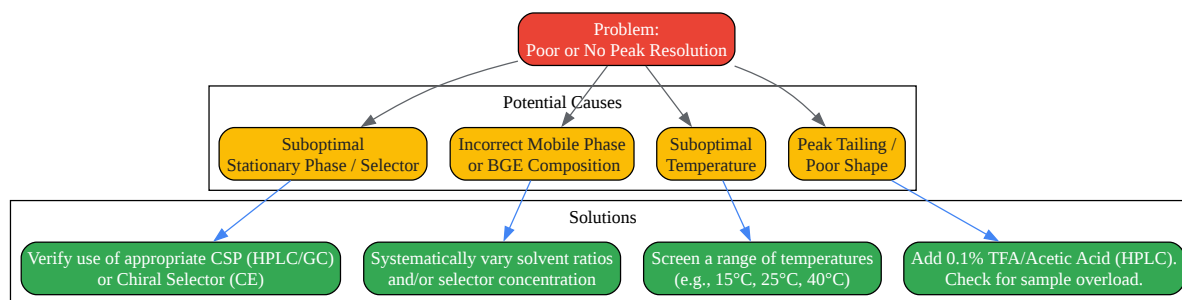 Problem:
Poor or No Peak Resolution
Potential Causes
Suboptimal
Stationary Phase / Selector
Incorrect Mobile Phase
or BGE Composition
Suboptimal
Temperature
Peak Tailing /
Poor Shape
Solutions
Verify use of appropriate CSP (HPLC/GC)
or Chiral Selector (CE)
Systematically vary solvent ratios
and/or selector concentration
Screen a range of temperatures
(e.g., 15°C, 25°C, 40°C)
Add 0.1% TFA/Acetic Acid (HPLC).
Check for sample overload.